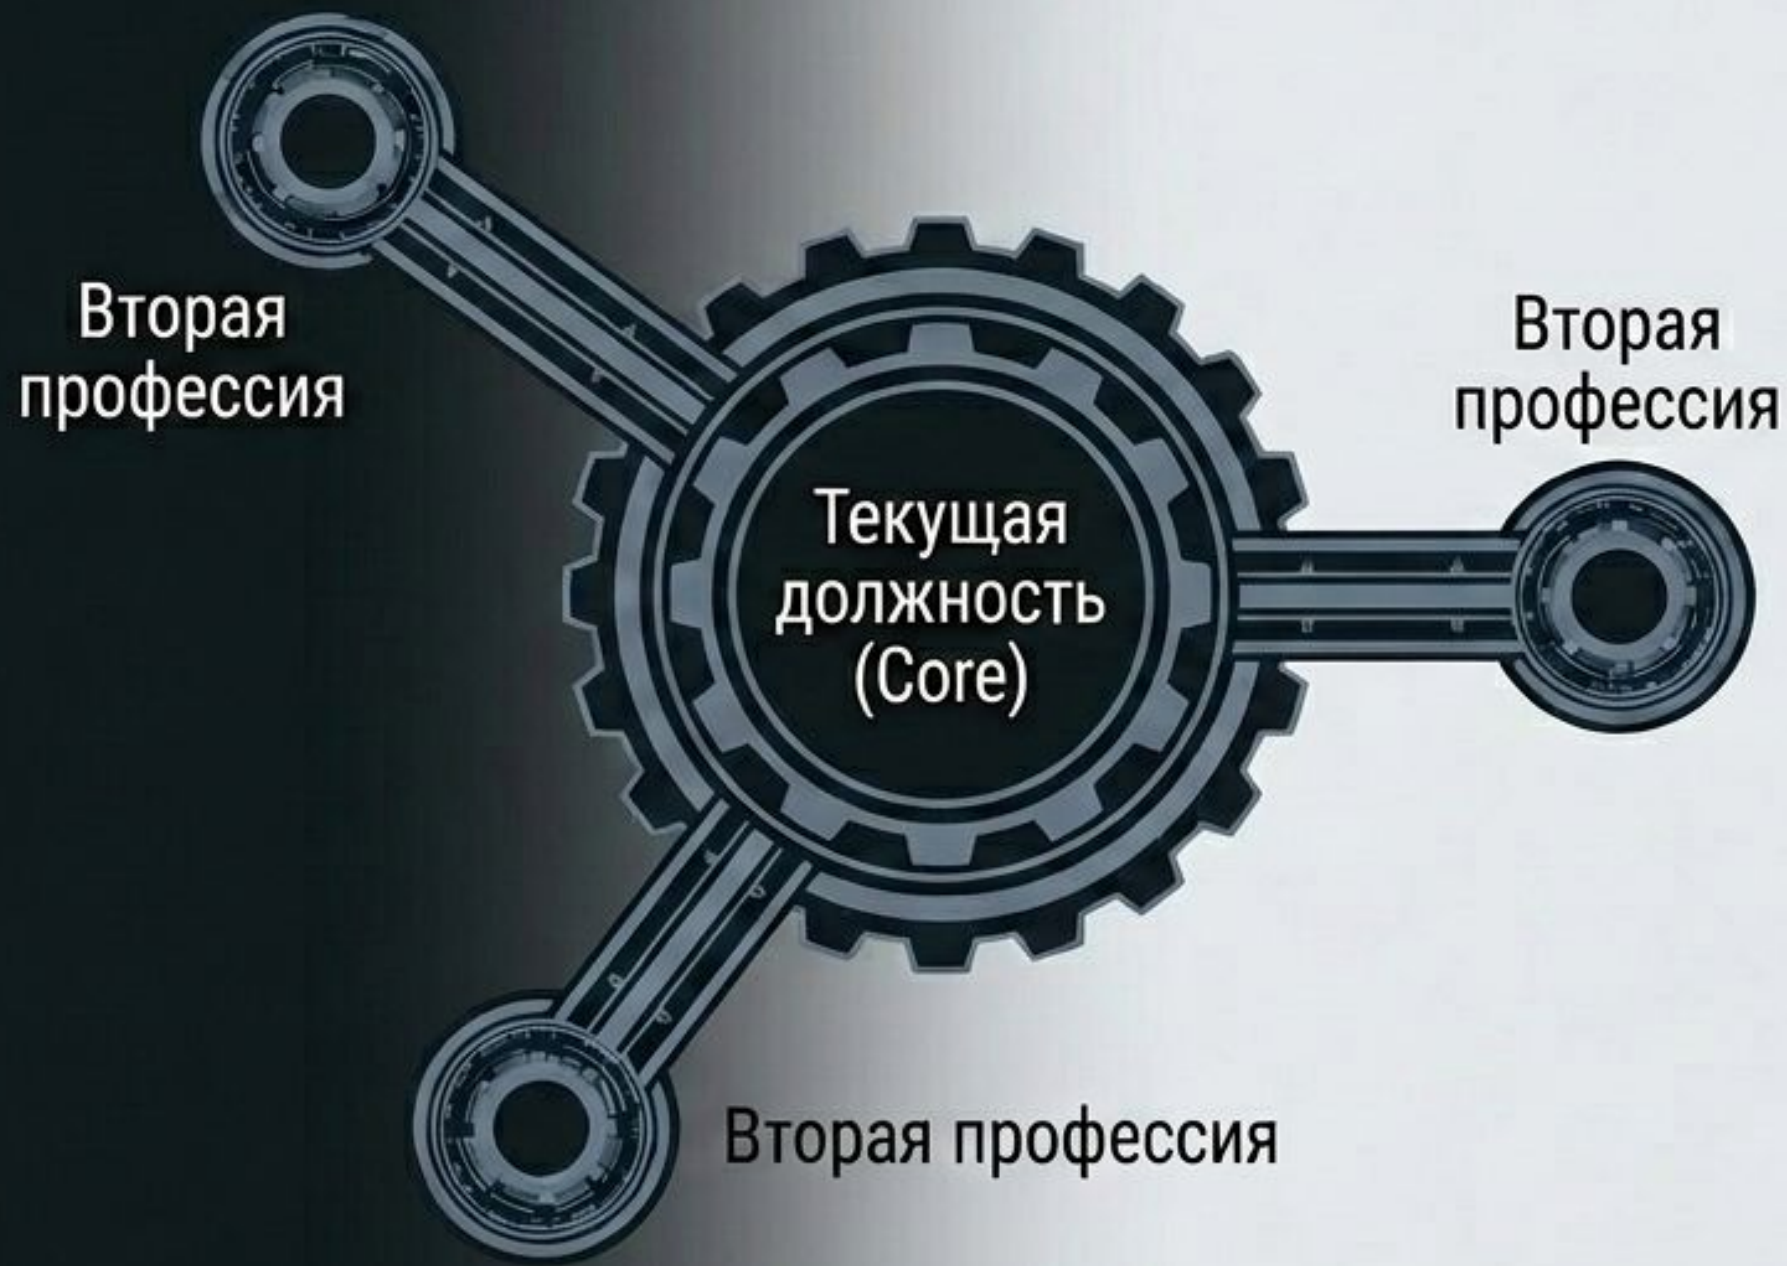 Вторая
профессия
Вторая
профессия
Текущая
должность
(Core)
Вторая профессия